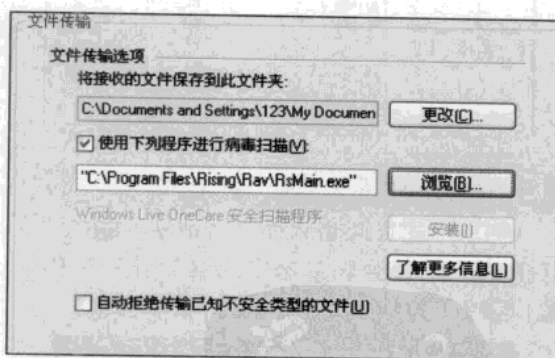 文件传输
文件传输选项
将接收的文件保存到此文件夹:
C:\Documents and Settings\123\My Documen
更改(C)...
使用下列程序进行病毒扫描(V):
"C:\Program Files\Rising\Rav\RsMain.exe"
浏览(B)...
Windows Live OneCare 安全扫描程序
安装(I)
了解更多信息(L)
自动拒绝传输已知不安全类型的文件(U)